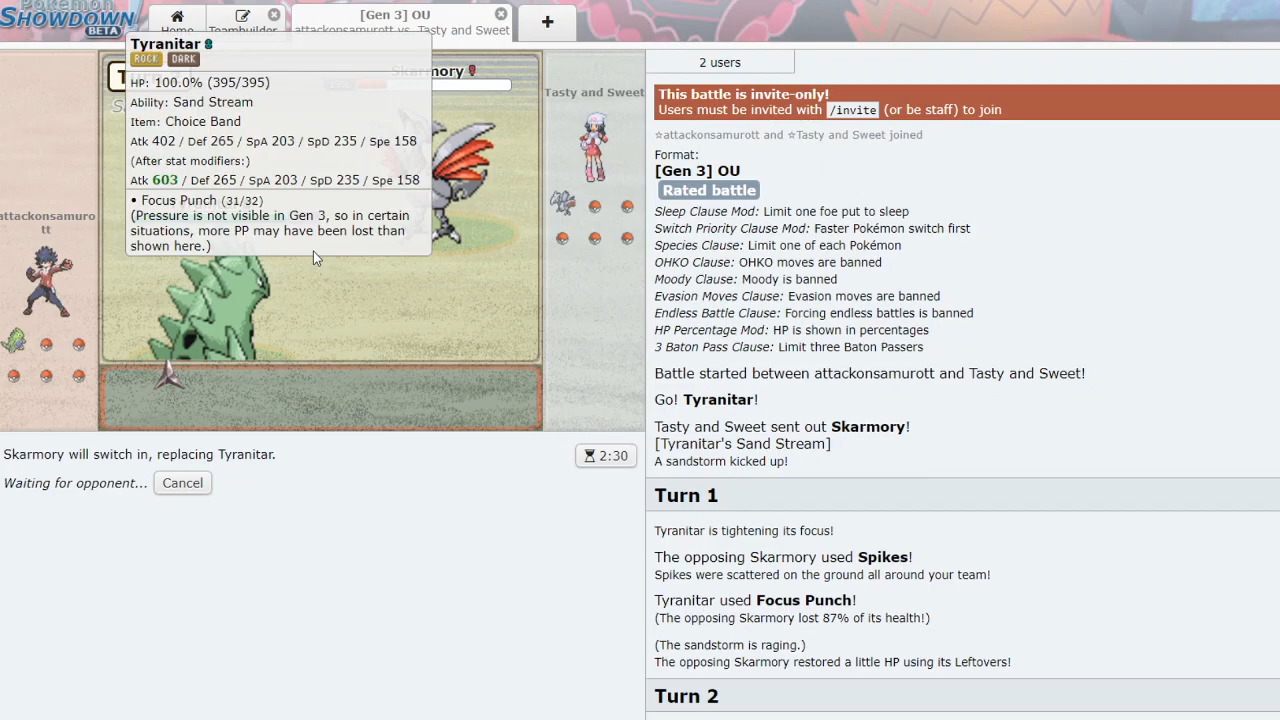 Pokémon
SHOWDOWN
BETA
Home
Teambuilder
[Gen 3] OU
attackonsamurott vs. Tasty and Sweet
+
Tyranitar
ROCK DARK
HP: 100.0% (395/395)
Ability: Sand Stream
Item: Choice Band
Atk 402 / Def 265 / SpA 203 / SpD 235 / Spe 158
(After stat modifiers:)
Atk 603 / Def 265 / SpA 203 / SpD 235 / Spe 158
• Focus Punch (31/32)
(Pressure is not visible in Gen 3, so in certain
situations, more PP may have been lost than
shown here.)
Skarmory
Tasty and Sweet
attackonsamuro
tt
Skarmory will switch in, replacing Tyranitar.
2:30
Waiting for opponent... Cancel
2 users
This battle is invite-only!
Users must be invited with /invite (or be staff) to join
☆attackonsamurott and ☆Tasty and Sweet joined
Format:
[Gen 3] OU
Rated battle
Sleep Clause Mod: Limit one foe put to sleep
Switch Priority Clause Mod: Faster Pokémon switch first
Species Clause: Limit one of each Pokémon
OHKO Clause: OHKO moves are banned
Moody Clause: Moody is banned
Evasion Moves Clause: Evasion moves are banned
Endless Battle Clause: Forcing endless battles is banned
HP Percentage Mod: HP is shown in percentages
3 Baton Pass Clause: Limit three Baton Passers
Battle started between attackonsamurott and Tasty and Sweet!
Go! Tyranitar!
Tasty and Sweet sent out Skarmory!
[Tyranitar's Sand Stream]
A sandstorm kicked up!
Turn 1
Tyranitar is tightening its focus!
The opposing Skarmory used Spikes!
Spikes were scattered on the ground all around your team!
Tyranitar used Focus Punch!
(The opposing Skarmory lost 87% of its health!)
(The sandstorm is raging.)
The opposing Skarmory restored a little HP using its Leftovers!
Turn 2